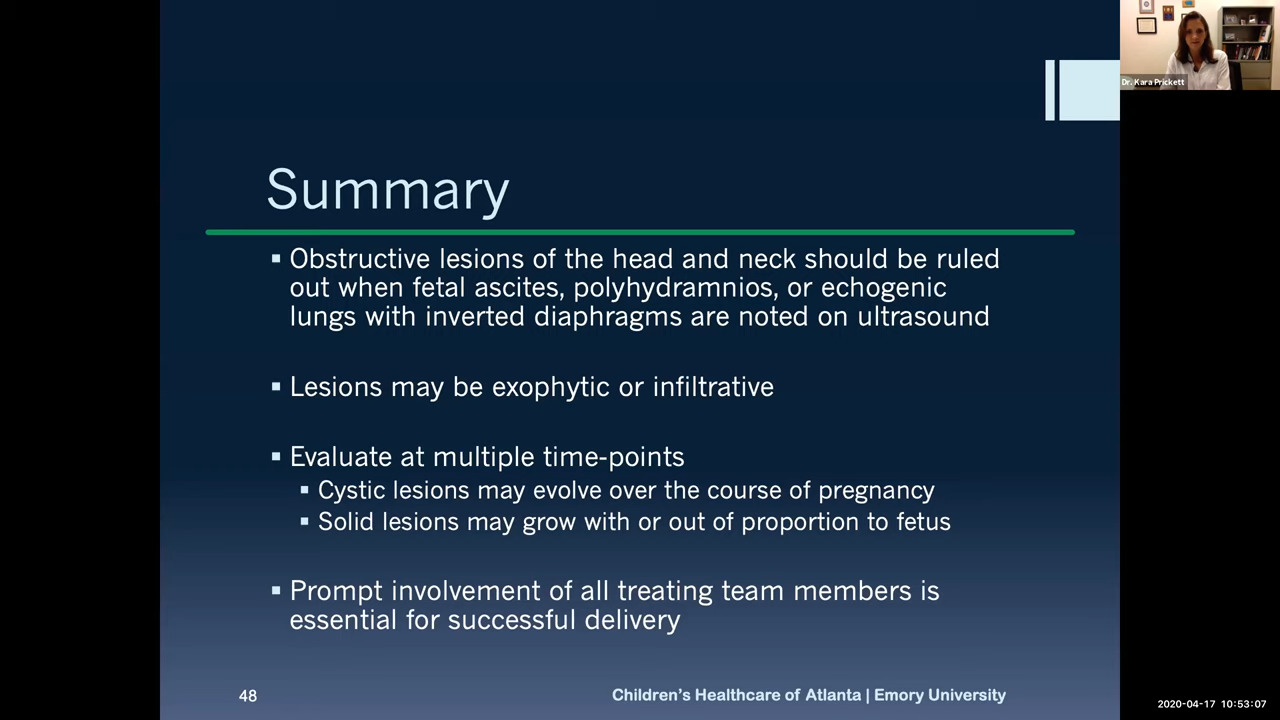 Dr. Kara Prickett
Summary
▪ Obstructive lesions of the head and neck should be ruled
out when fetal ascites, polyhydramnios, or echogenic
lungs with inverted diaphragms are noted on ultrasound
▪ Lesions may be exophytic or infiltrative
▪ Evaluate at multiple time-points
▪ Cystic lesions may evolve over the course of pregnancy
▪ Solid lesions may grow with or out of proportion to fetus
▪ Prompt involvement of all treating team members is
essential for successful delivery
48
Children's Healthcare of Atlanta | Emory University
2020-04-17 10:53:07